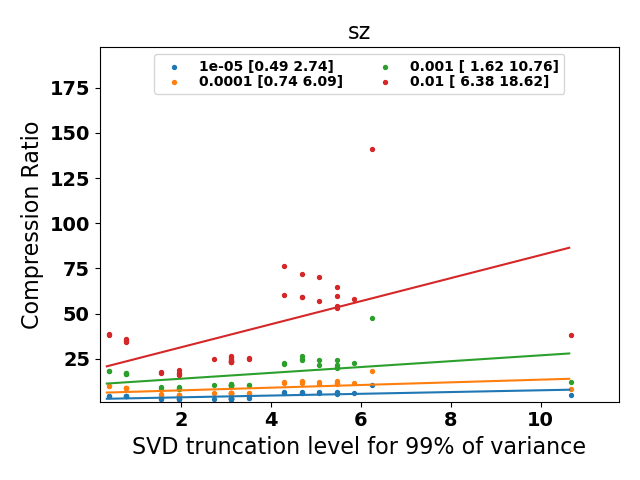 sz
1e-05 [0.49 2.74]
0.0001 [0.74 6.09]
0.001 [ 1.62 10.76]
0.01 [ 6.38 18.62]
Compression Ratio
175
150
125
100
75
50
25
2 4 6 8 10
SVD truncation level for 99% of variance